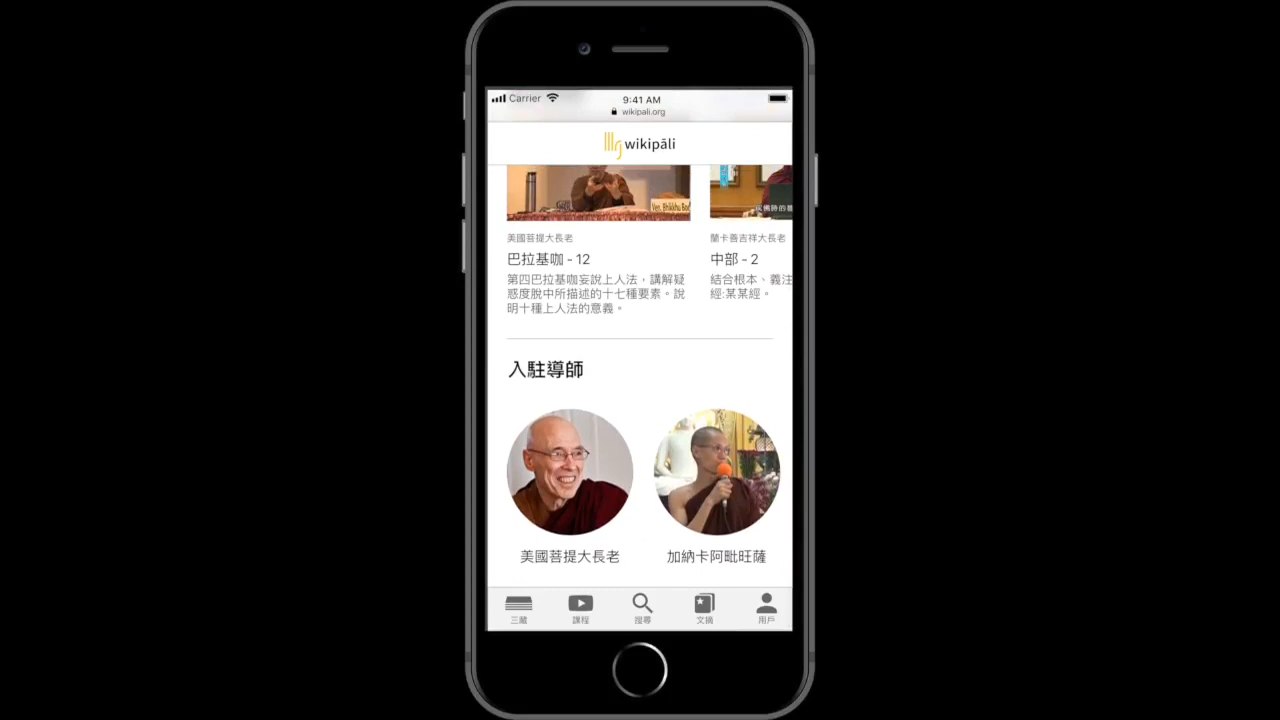 Carrier
9:41 AM
wikipali.org
wikipāli
Ven. Bhikkhu Bod
美國菩提大長老
巴拉基咖 - 12
第四巴拉基咖妄說上人法，講解疑
惑度脫中所描述的十七種要素。說
明十種上人法的意義。
蘭卡善吉祥大長老
中部 - 2
結合根本、義注
經:某某經。
入駐導師
美國菩提大長老
加納卡阿毗旺薩
三藏
課程
搜尋
文摘
用戶